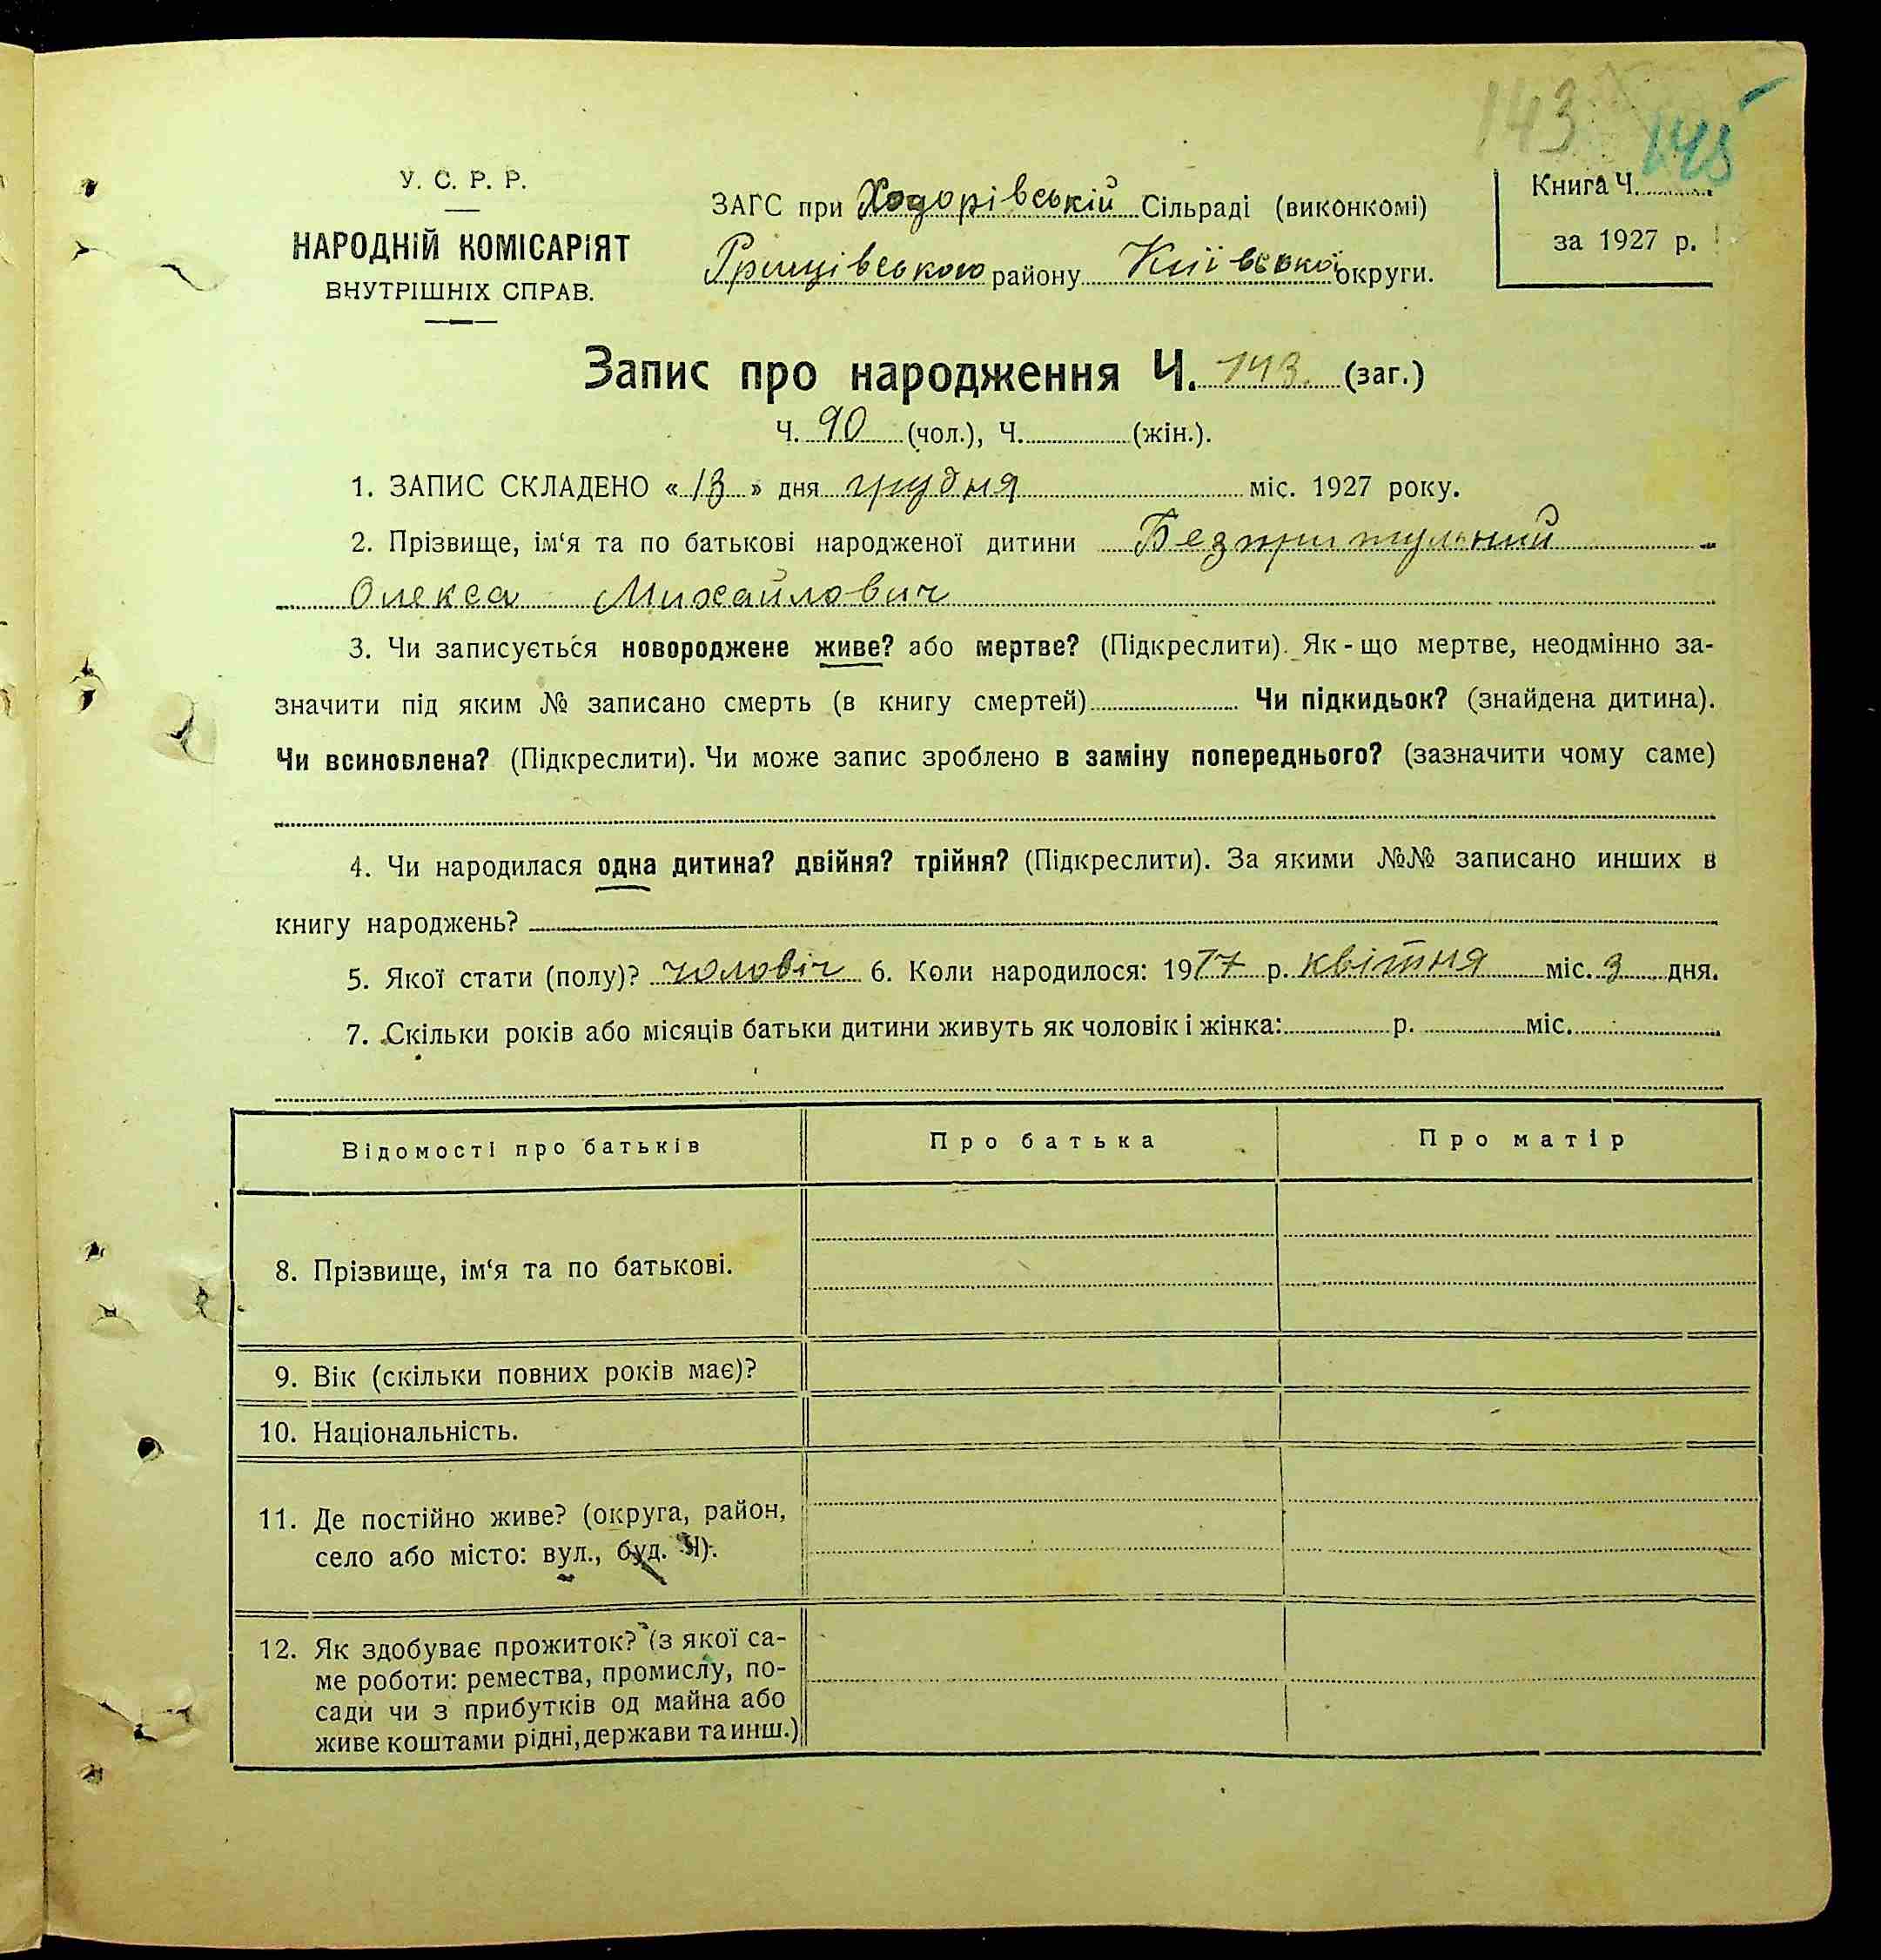 143 145
У. С. Р. Р.
НАРОДНІЙ КОМІСАРІЯТ
ВНУТРІШНІХ СПРАВ.
ЗАГС при Ходорівській Сільраді (виконкомі)
району Київської округи.
Книга Ч.
за 1927 р.
Запис про народження Ч. 143. (заг.)
Ч. 90 (чол.), Ч. (жін.).
1. ЗАПИС СКЛАДЕНО « 13 » дня грудня міс. 1927 року.
2. Прізвище, ім‘я та по батькові народженої дитини Безпритульний
Олекса Михайлович
3. Чи записується новороджене живе? або мертве? (Підкреслити). Як-що мертве, неодмінно за-
значити під яким № записано смерть (в книгу смертей) Чи підкидьок? (знайдена дитина).
Чи всиновлена? (Підкреслити). Чи може запис зроблено в заміну попереднього? (зазначити чому саме)
4. Чи народилася одна дитина? двійня? трійня? (Підкреслити). За якими №№ записано инших в
книгу народжень?
5. Якої стати (полу)? чоловіч 6. Коли народилося: 19 р. квітня міс. 3 дня.
7. Скільки років або місяців батьки дитини живуть як чоловік і жінка: р. міс.
Відомості про батьків Про батька Про матір
8. Прізвище, ім‘я та по батькові.
9. Вік (скільки повних років має)?
10. Національність.
11. Де постійно живе? (округа, район,
село або місто: вул., буд. Ч).
12. Як здобуває прожиток? (з якої са-
ме роботи: ремества, промислу, по-
сади чи з прибутків од майна або
живе коштами рідні, держави та инш.)